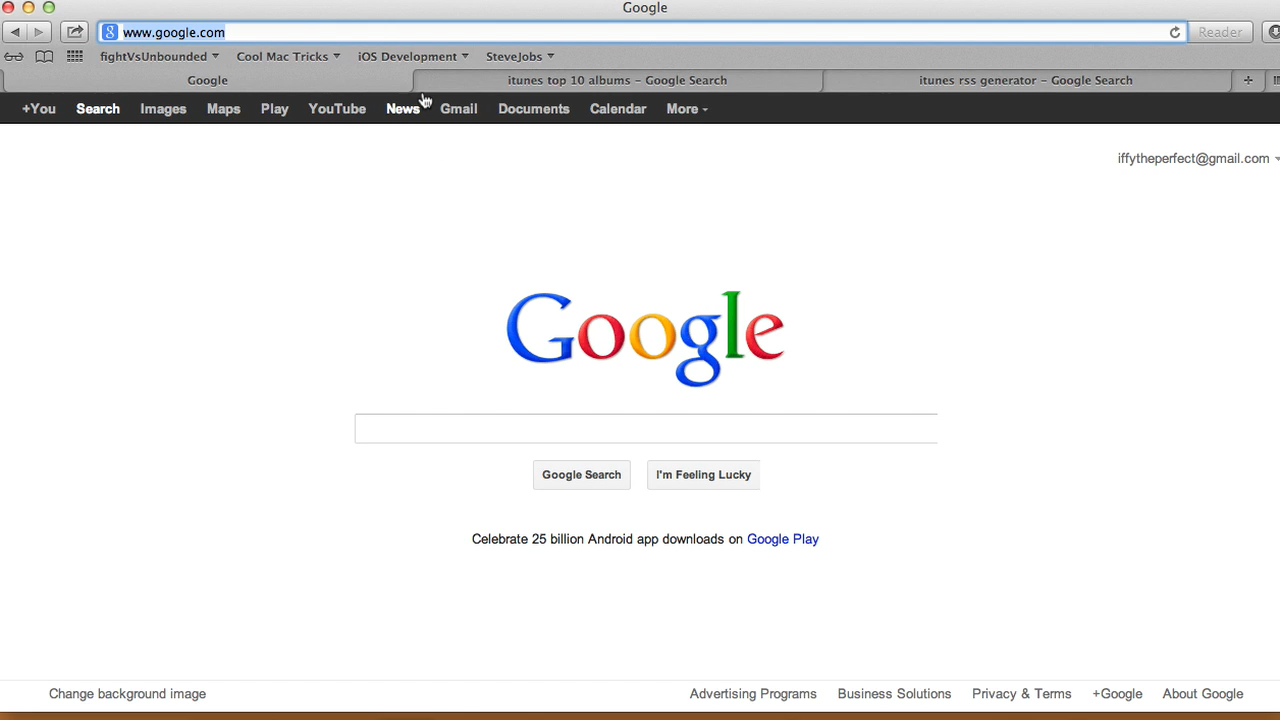 Google
www.google.com
Reader
fightVsUnbounded Cool Mac Tricks iOS Development SteveJobs
Google itunes top 10 albums – Google Search itunes rss generator – Google Search
+You Search Images Maps Play YouTube News Gmail Documents Calendar More
iffytheperfect@gmail.com
Google
Google Search I'm Feeling Lucky
Celebrate 25 billion Android app downloads on Google Play
Change background image Advertising Programs Business Solutions Privacy & Terms +Google About Google